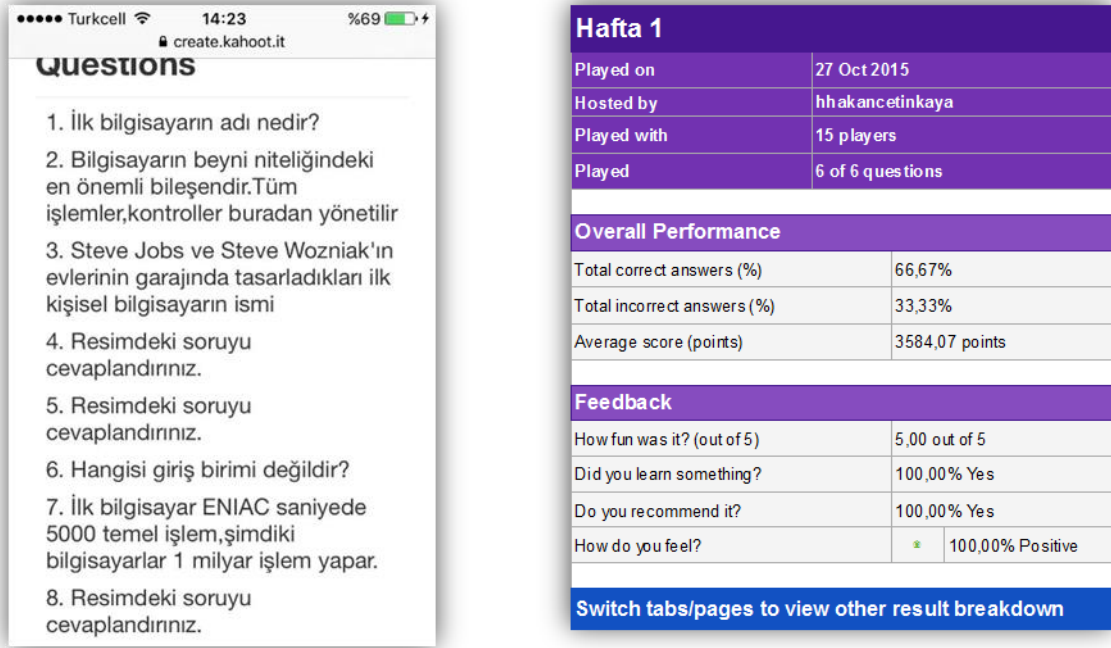 Turkcell 14:23 %69
create.kahoot.it
Questions
1. İlk bilgisayarın adı nedir?
2. Bilgisayarın beyni niteliğindeki
en önemli bileşendir.Tüm
işlemler,kontroller buradan yönetilir
3. Steve Jobs ve Steve Wozniak'ın
evlerinin garajında tasarladıkları ilk
kişisel bilgisayarın ismi
4. Resimdeki soruyu
cevaplandırınız.
5. Resimdeki soruyu
cevaplandırınız.
6. Hangisi giriş birimi değildir?
7. İlk bilgisayar ENIAC saniyede
5000 temel işlem,şimdiki
bilgisayarlar 1 milyar işlem yapar.
8. Resimdeki soruyu
cevaplandırınız.
Hafta 1
Played on 27 Oct 2015
Hosted by hhakancetinkaya
Played with 15 players
Played 6 of 6 questions
Overall Performance
Total correct answers (%) 66,67%
Total incorrect answers (%) 33,33%
Average score (points) 3584,07 points
Feedback
How fun was it? (out of 5) 5,00 out of 5
Did you learn something? 100,00% Yes
Do you recommend it? 100,00% Yes
How do you feel? 100,00% Positive
Switch tabs/pages to view other result breakdown